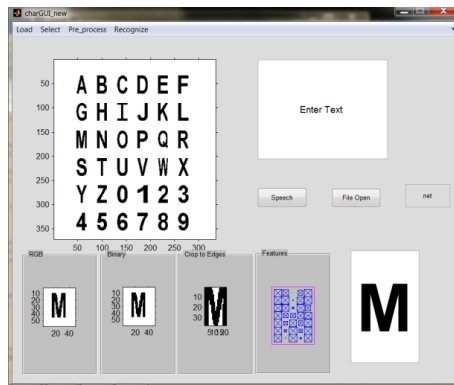 charGUI_new
Load Select Pre_process Recognize
50
100
150
200
250
300
350
A B C D E F
G H I J K L
M N O P Q R
S T U V W X
Y Z 0 1 2 3
4 5 6 7 8 9
50 100 150 200 250 300
Enter Text
Speech
File Open
net
RGB
10
20
30
40
50
M
20 40
Binary
10
20
30
40
50
M
20 40
Crop to Edges
10
20
30
M
Features
M